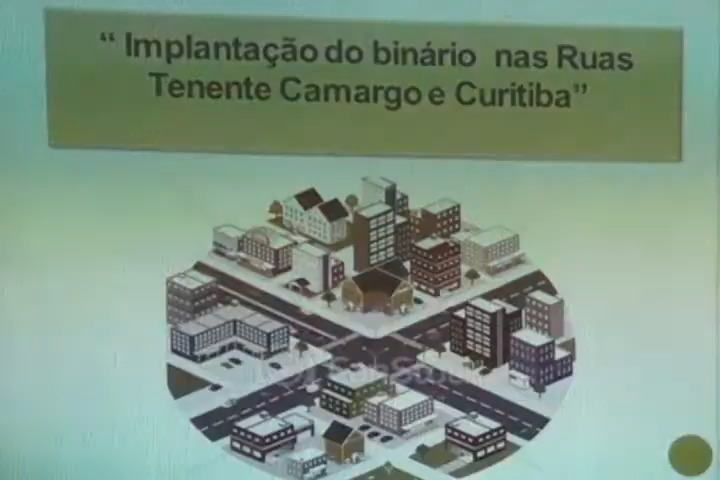 “ Implantação do binário nas Ruas
Tenente Camargo e Curitiba”